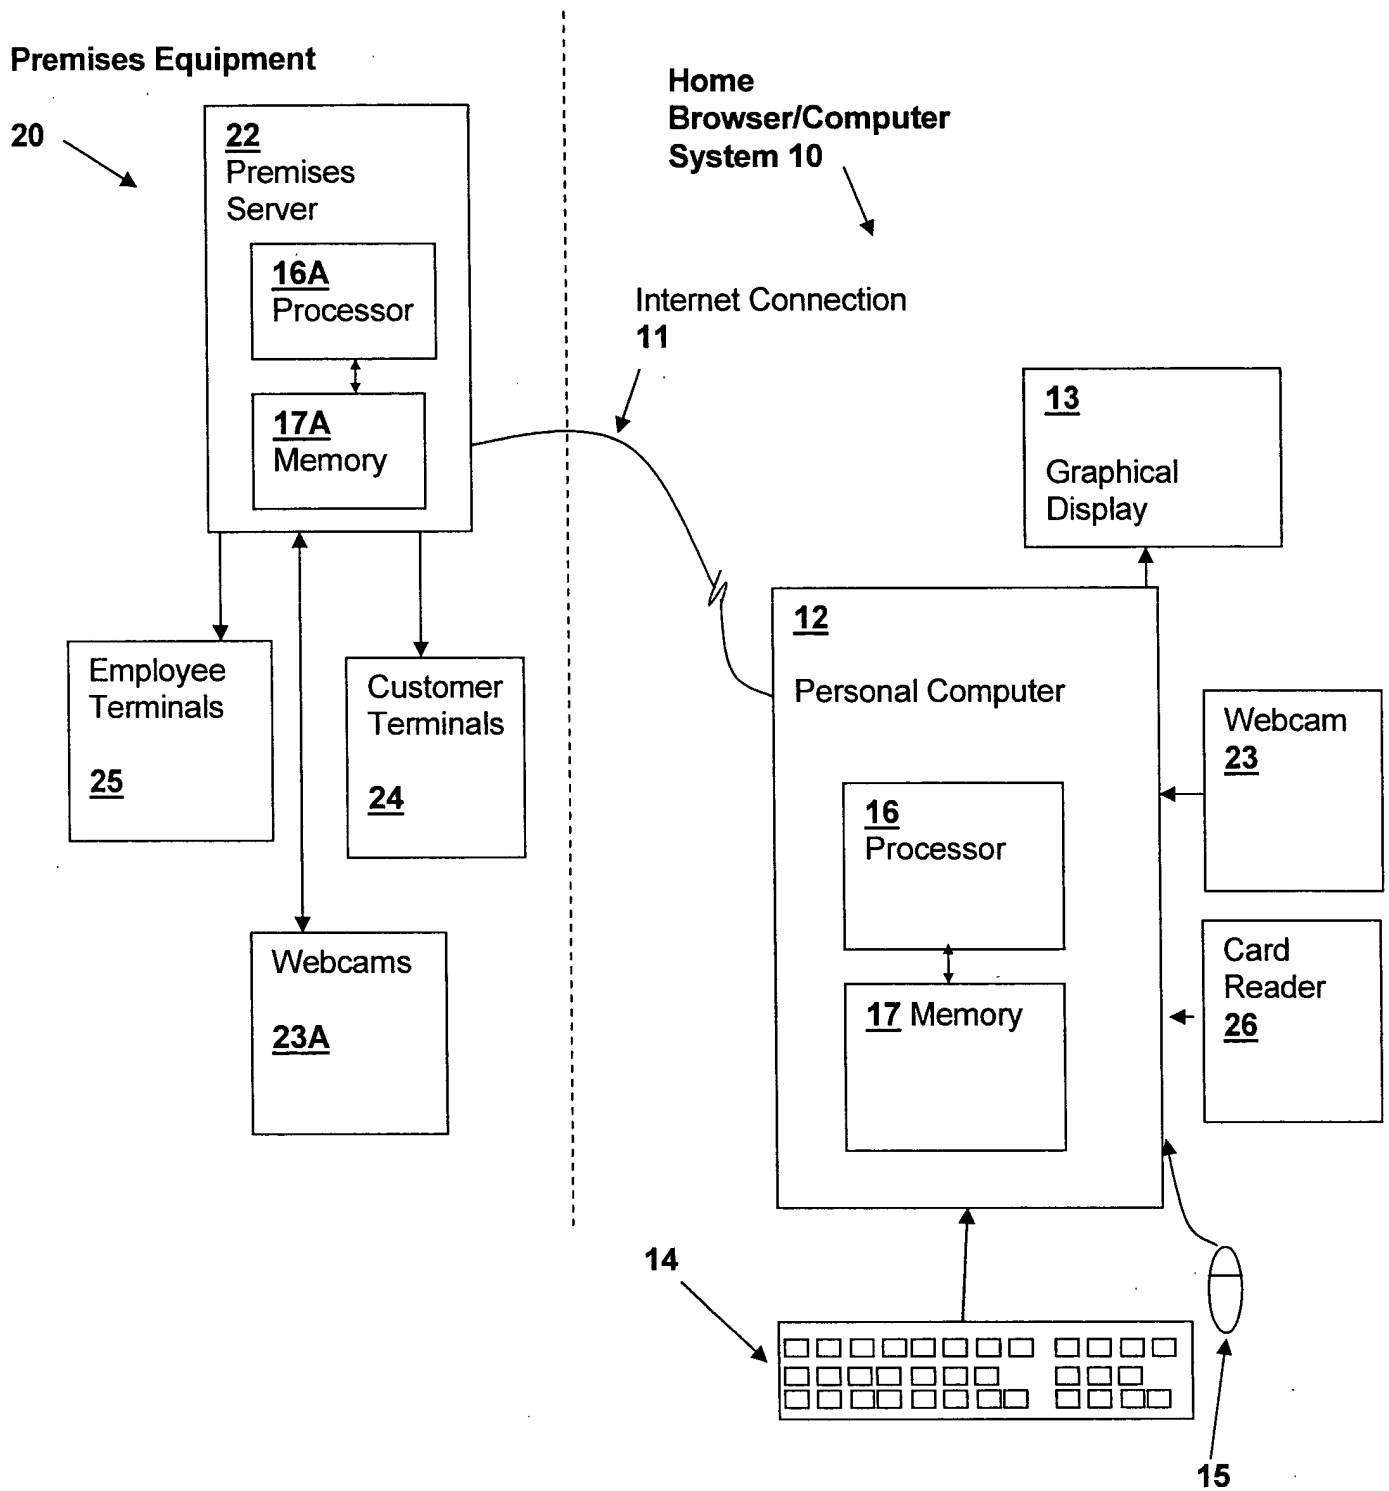 Premises Equipment
20
22
Premises
Server
16A
Processor
17A
Memory
Employee
Terminals
25
Customer
Terminals
24
Webcams
23A
Home
Browser/Computer
System 10
Internet Connection
11
13
Graphical
Display
12
Personal Computer
16
Processor
17 Memory
Webcam
23
Card
Reader
26
14
15